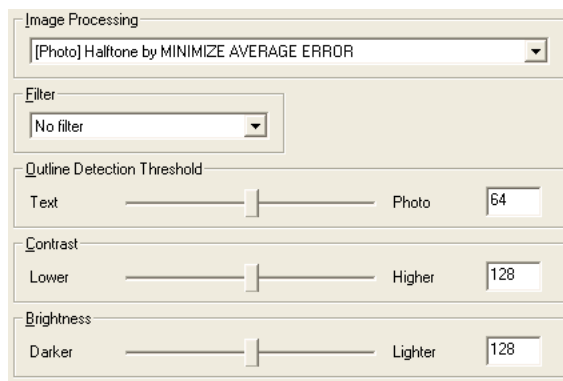 Image Processing
[Photo] Halftone by MINIMIZE AVERAGE ERROR
Filter
No filter
Outline Detection Threshold
Text Photo 64
Contrast
Lower Higher 128
Brightness
Darker Lighter 128